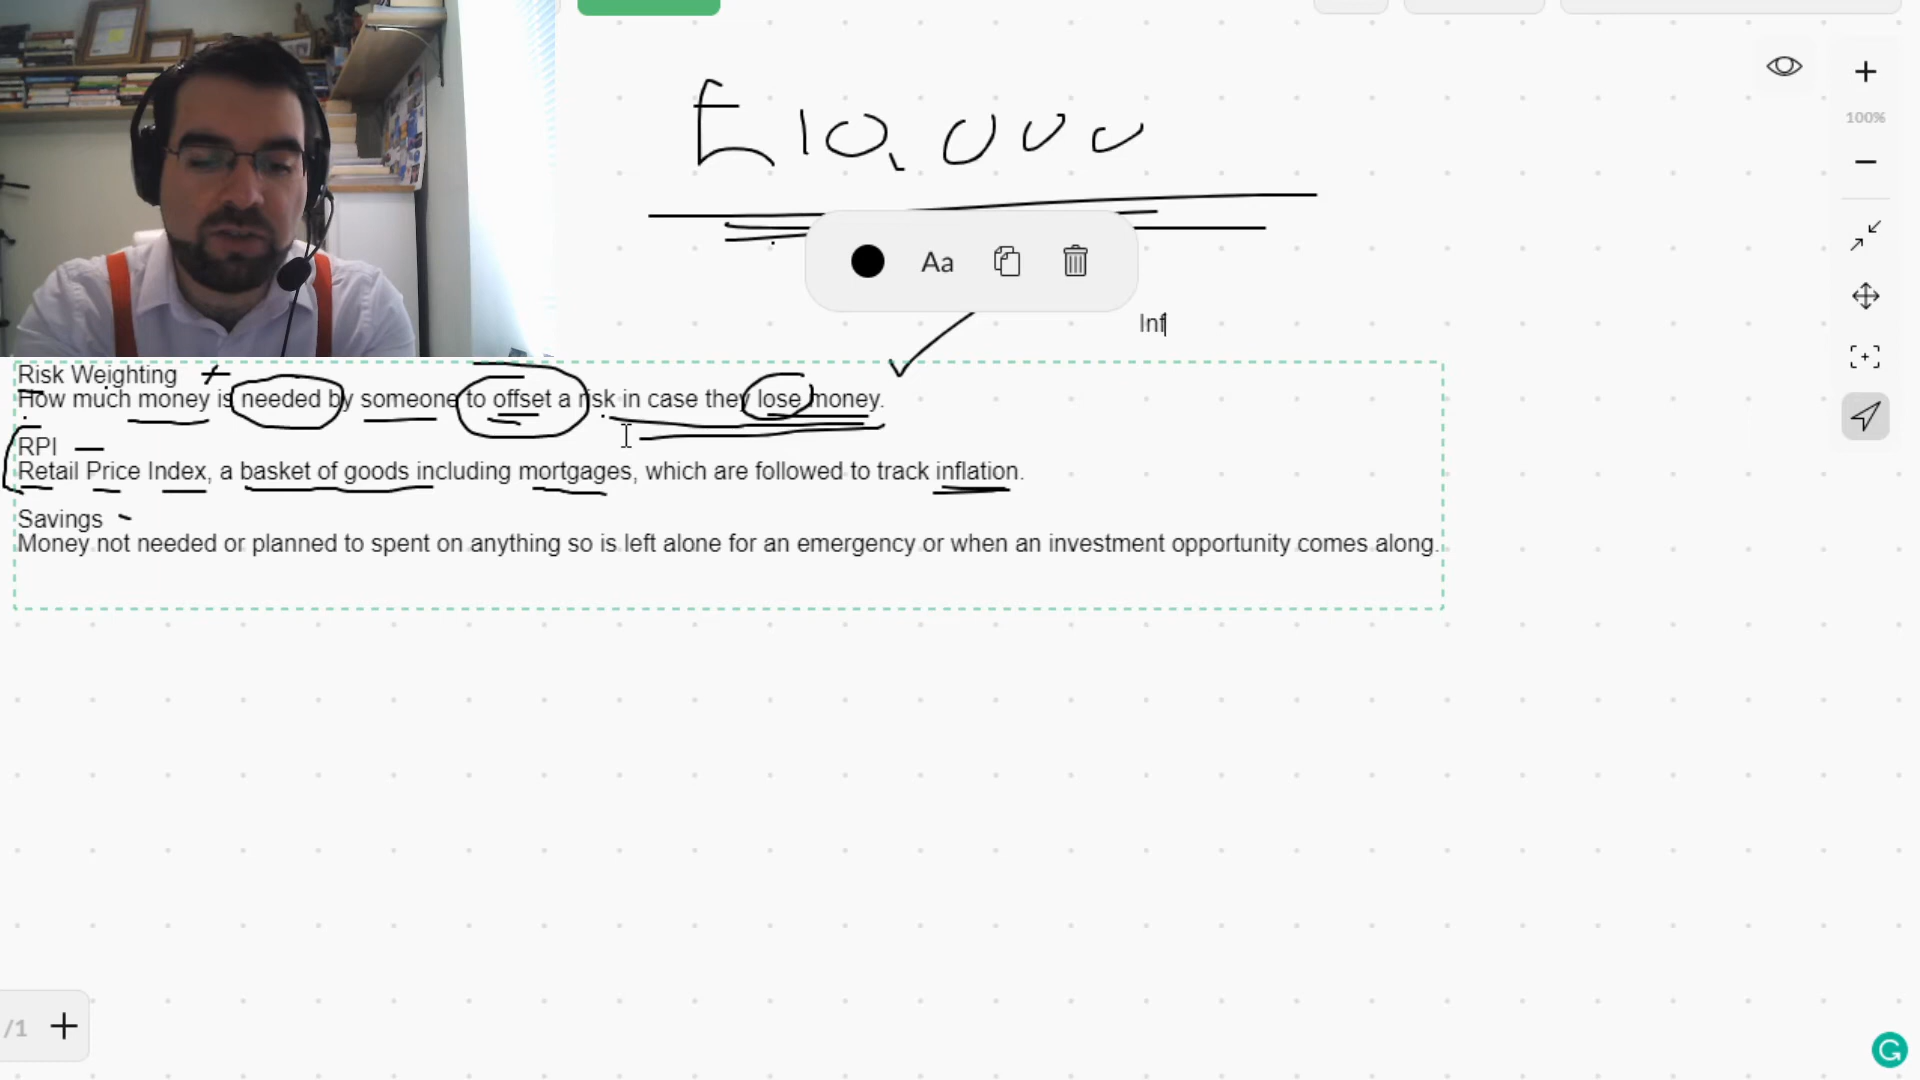 £10,000
100%
Aa
Inf
Risk Weighting
How much money is needed by someone to offset a risk in case they lose money.
RPI
Retail Price Index, a basket of goods including mortgages, which are followed to track inflation.
Savings
Money not needed or planned to spent on anything so is left alone for an emergency or when an investment opportunity comes along.
/1